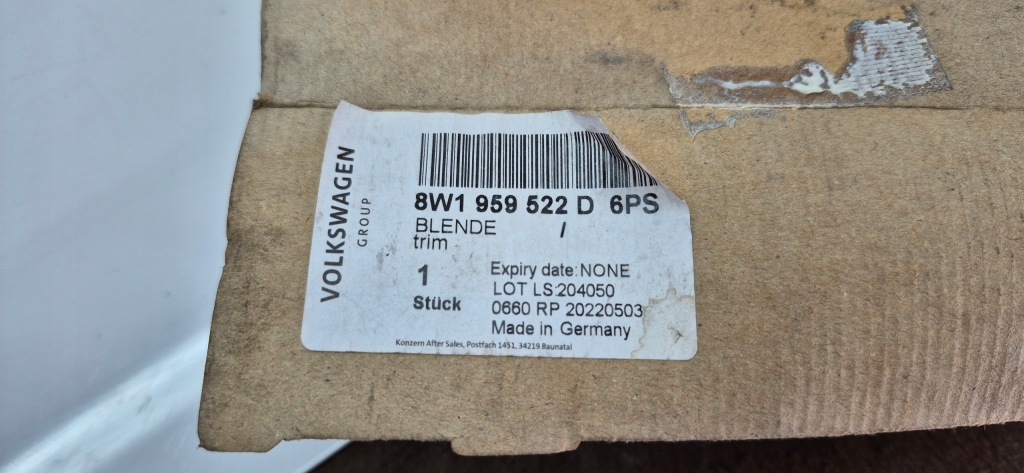 VOLKSWAGEN
GROUP
8W1 959 522 D 6PS
BLENDE /
trim
1
Stück
Expiry date:NONE
LOT LS:204050
0660 RP 20220503
Made in Germany
Konzern After Sales, Postfach 1451, 34219 Baunatal